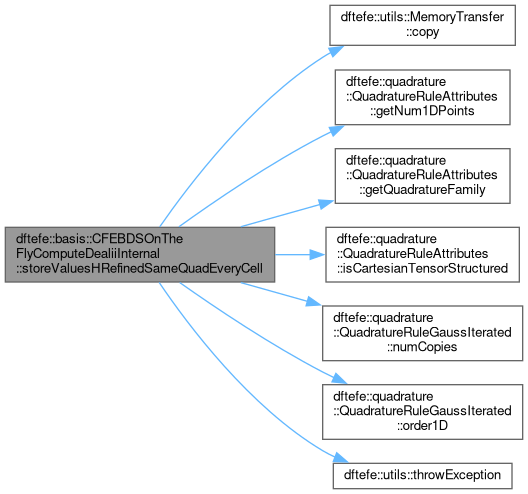 dftefe::utils::MemoryTransfer
::copy
dftefe::quadrature
::QuadratureRuleAttributes
::getNum1DPoints
dftefe::quadrature
::QuadratureRuleAttributes
::getQuadratureFamily
dftefe::basis::CFEBDSOnThe
FlyComputeDealiiInternal
::storeValuesHRefinedSameQuadEveryCell
dftefe::quadrature
::QuadratureRuleAttributes
::isCartesianTensorStructured
dftefe::quadrature
::QuadratureRuleGaussIterated
::numCopies
dftefe::quadrature
::QuadratureRuleGaussIterated
::order1D
dftefe::utils::throwException